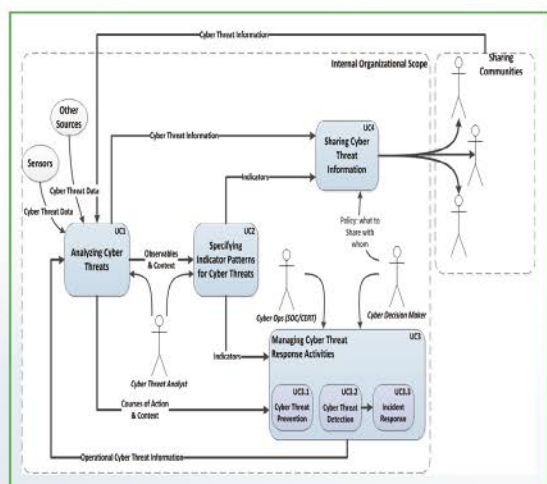 Cyber Threat Information
Internal Organizational Scope
Sharing
Communities
Other
Sources
Sensors
Cyber Threat Data
Cyber Threat Data
Cyber Threat Information
UC4
Sharing Cyber
Threat
Information
Indicators
UC1
Analyzing Cyber
Threats
Observables
& Context
UC2
Specifying
Indicator Patterns
for Cyber Threats
Policy: what to
Share with
whom
Cyber Threat Analyst
Cyber Ops (SOC/CERT)
Cyber Decision Maker
Indicators
UC3
Managing Cyber Threat
Response Activities
UC3.1
Cyber Threat
Prevention
UC3.2
Cyber Threat
Detection
UC3.3
Incident
Response
Courses of Action
& Context
Operational Cyber Threat Information